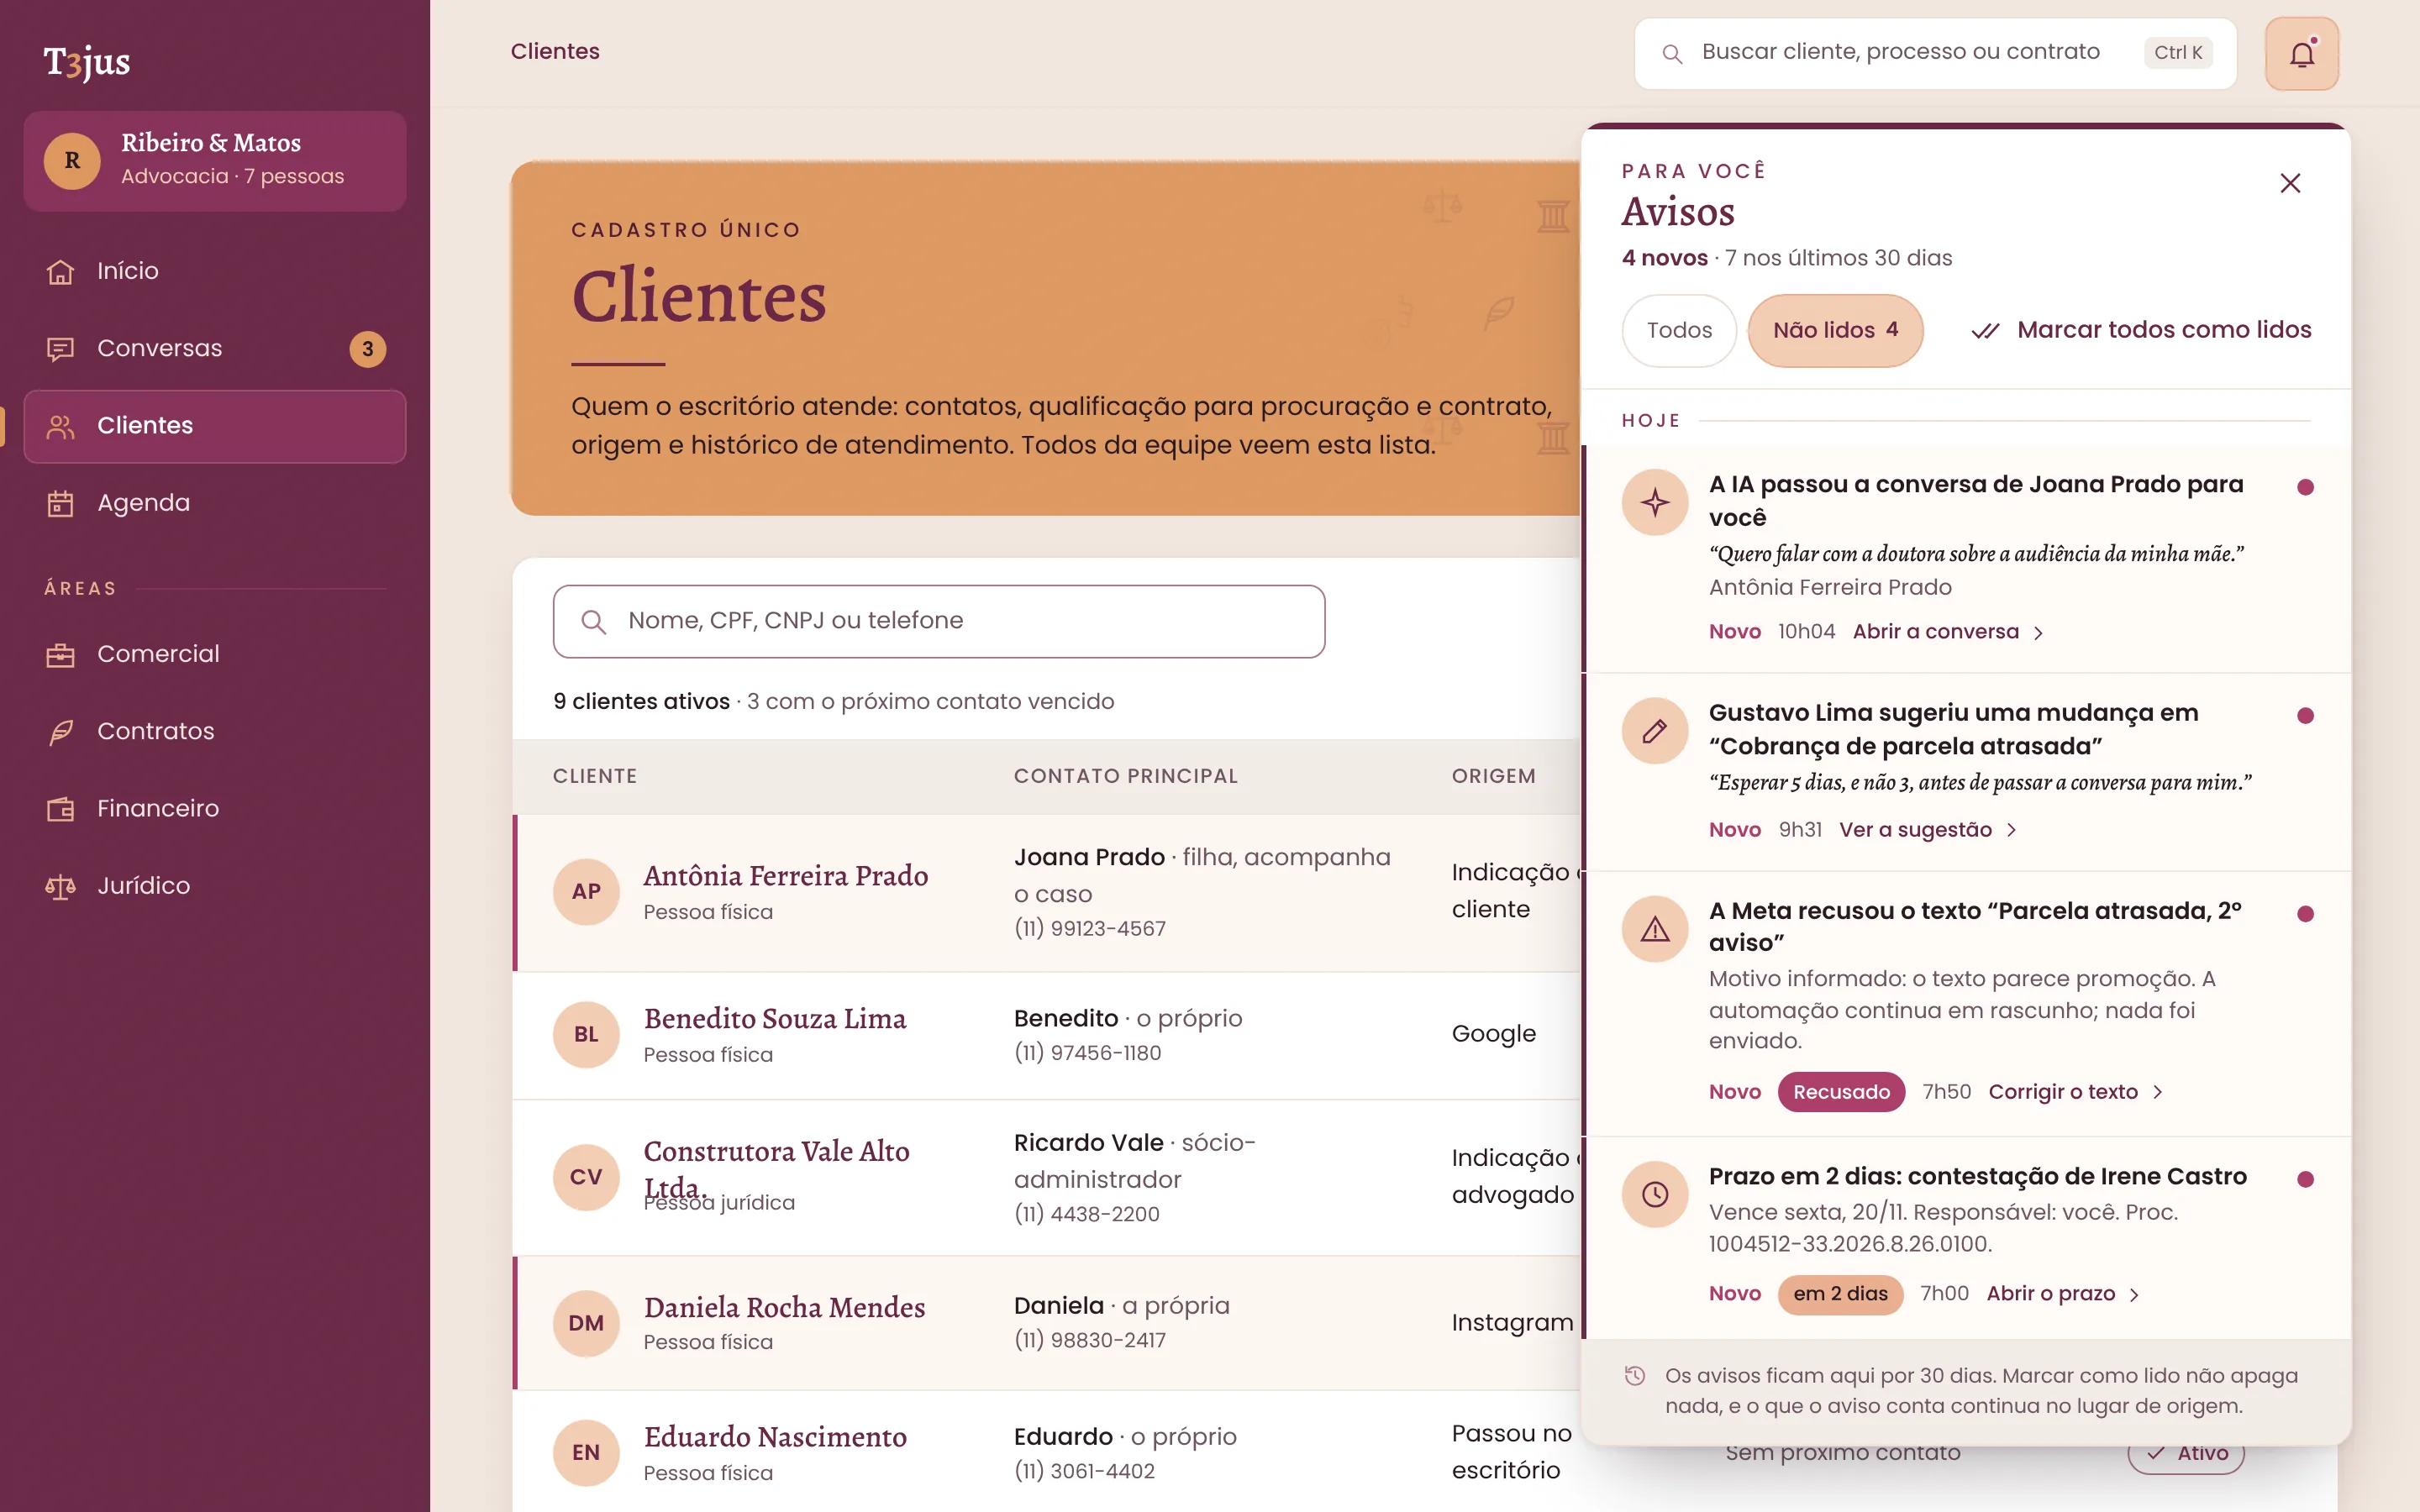 T3jus
R
Ribeiro & Matos
Advocacia · 7 pessoas
Início
Conversas
3
Clientes
Agenda
ÁREAS
Comercial
Contratos
Financeiro
Jurídico
Clientes
Buscar cliente, processo ou contrato
Ctrl K
CADASTRO ÚNICO
Clientes
Quem o escritório atende: contatos, qualificação para procuração e contrato,
origem e histórico de atendimento. Todos da equipe veem esta lista.
Nome, CPF, CNPJ ou telefone
9 clientes ativos · 3 com o próximo contato vencido
CLIENTE
CONTATO PRINCIPAL
ORIGEM
AP
Antônia Ferreira Prado
Pessoa física
Joana Prado · filha, acompanha
o caso
(11) 99123-4567
Indicação
cliente
BL
Benedito Souza Lima
Pessoa física
Benedito · o próprio
(11) 97456-1180
Google
CV
Construtora Vale Alto
Ltda.
Pessoa jurídica
Ricardo Vale · sócio-
administrador
(11) 4438-2200
Indicação
advogado
DM
Daniela Rocha Mendes
Pessoa física
Daniela · a própria
(11) 98830-2417
Instagram
EN
Eduardo Nascimento
Pessoa física
Eduardo · o próprio
(11) 3061-4402
Passou no
escritório
Sem próximo contato
Ativo
PARA VOCÊ
Avisos
4 novos · 7 nos últimos 30 dias
Todos
Não lidos 4
Marcar todos como lidos
HOJE
A IA passou a conversa de Joana Prado para
você
“Quero falar com a doutora sobre a audiência da minha mãe.”
Antônia Ferreira Prado
Novo 10h04 Abrir a conversa
Gustavo Lima sugeriu uma mudança em
“Cobrança de parcela atrasada”
“Esperar 5 dias, e não 3, antes de passar a conversa para mim.”
Novo 9h31 Ver a sugestão
A Meta recusou o texto “Parcela atrasada, 2º
aviso”
Motivo informado: o texto parece promoção. A
automação continua em rascunho; nada foi
enviado.
Novo Recusado 7h50 Corrigir o texto
Prazo em 2 dias: contestação de Irene Castro
Vence sexta, 20/11. Responsável: você. Proc.
1004512-33.2026.8.26.0100.
Novo em 2 dias 7h00 Abrir o prazo
Os avisos ficam aqui por 30 dias. Marcar como lido não apaga
nada, e o que o aviso conta continua no lugar de origem.